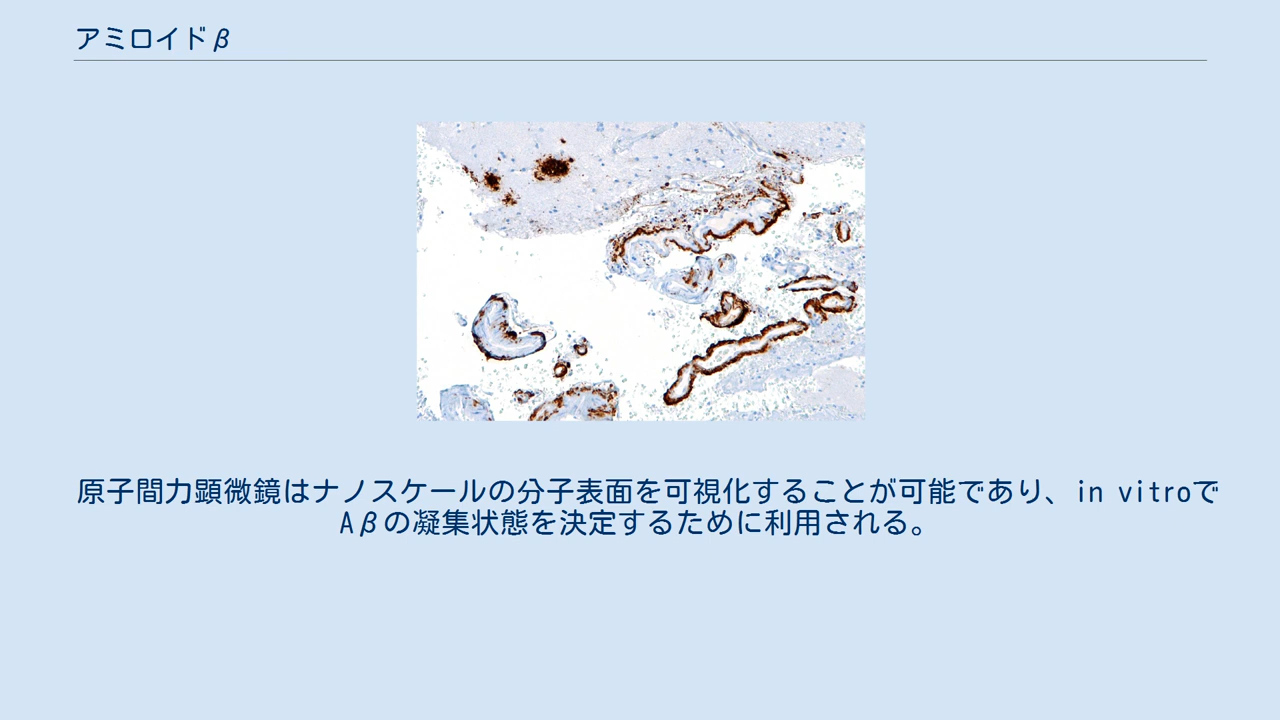 アミロイドβ
原子間力顕微鏡はナノスケールの分子表面を可視化することが可能であり、in vitroで
Aβの凝集状態を決定するために利用される。